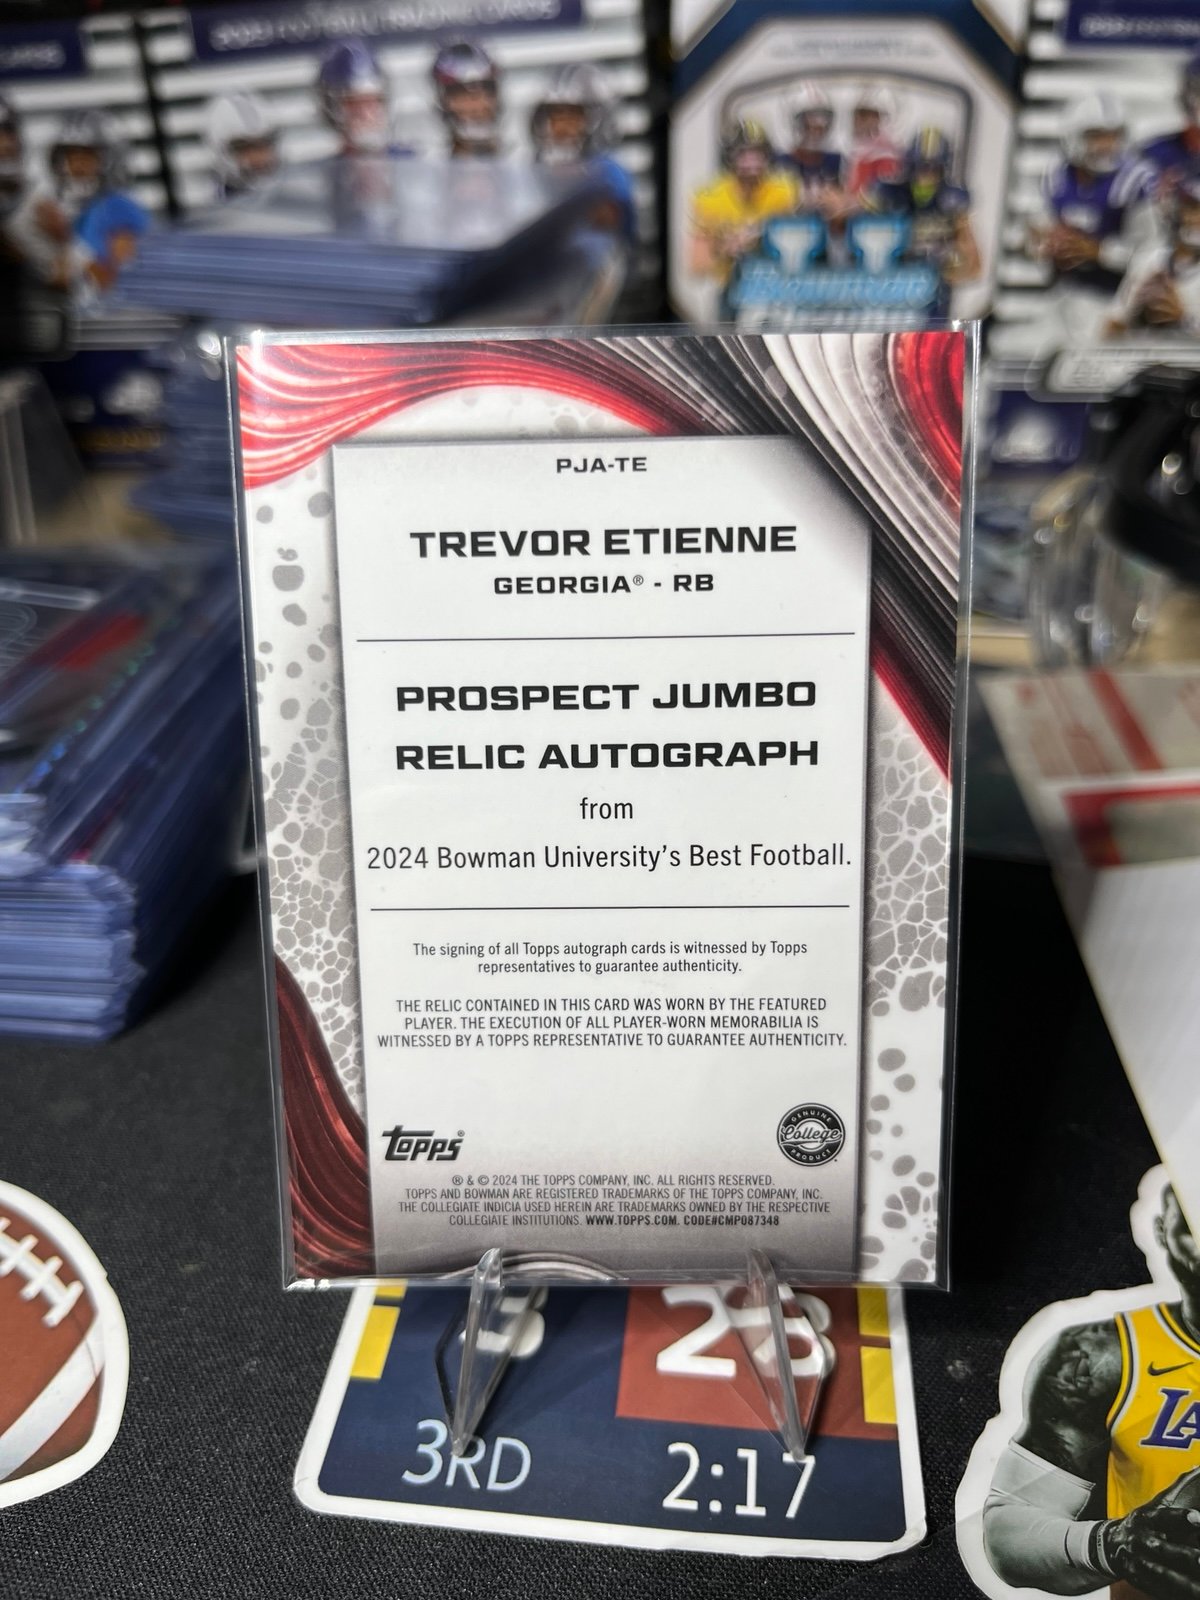 Bowman
PJA-TE
TREVOR ETIENNE
GEORGIA® - RB
PROSPECT JUMBO
RELIC AUTOGRAPH
from
2024 Bowman University's Best Football.
The signing of all Topps autograph cards is witnessed by Topps
representatives to guarantee authenticity.
THE RELIC CONTAINED IN THIS CARD WAS WORN BY THE FEATURED
PLAYER. THE EXECUTION OF ALL PLAYER-WORN MEMORABILIA IS
WITNESSED BY A TOPPS REPRESENTATIVE TO GUARANTEE AUTHENTICITY.
topps®
GENUINE
College
PRODUCT
® & © 2024 THE TOPPS COMPANY, INC. ALL RIGHTS RESERVED.
TOPPS AND BOWMAN ARE REGISTERED TRADEMARKS OF THE TOPPS COMPANY, INC.
THE COLLEGIATE INDICIA USED HEREIN ARE TRADEMARKS OWNED BY THE RESPECTIVE
COLLEGIATE INSTITUTIONS. WWW.TOPPS.COM. CODE#CMP087348
3RD
2:17
LA